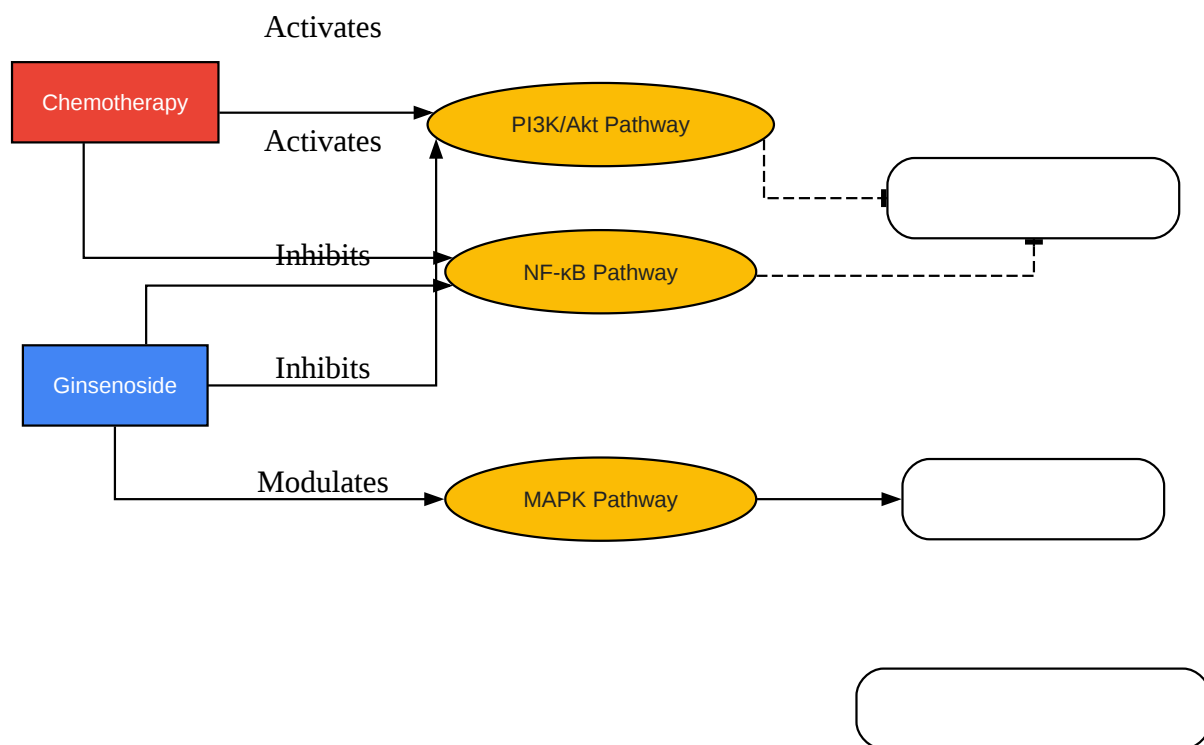 Activates
Chemotherapy
PI3K/Akt Pathway
Activates
Inhibits
NF-κB Pathway
Inhibits
Ginsenoside
Modulates
MAPK Pathway